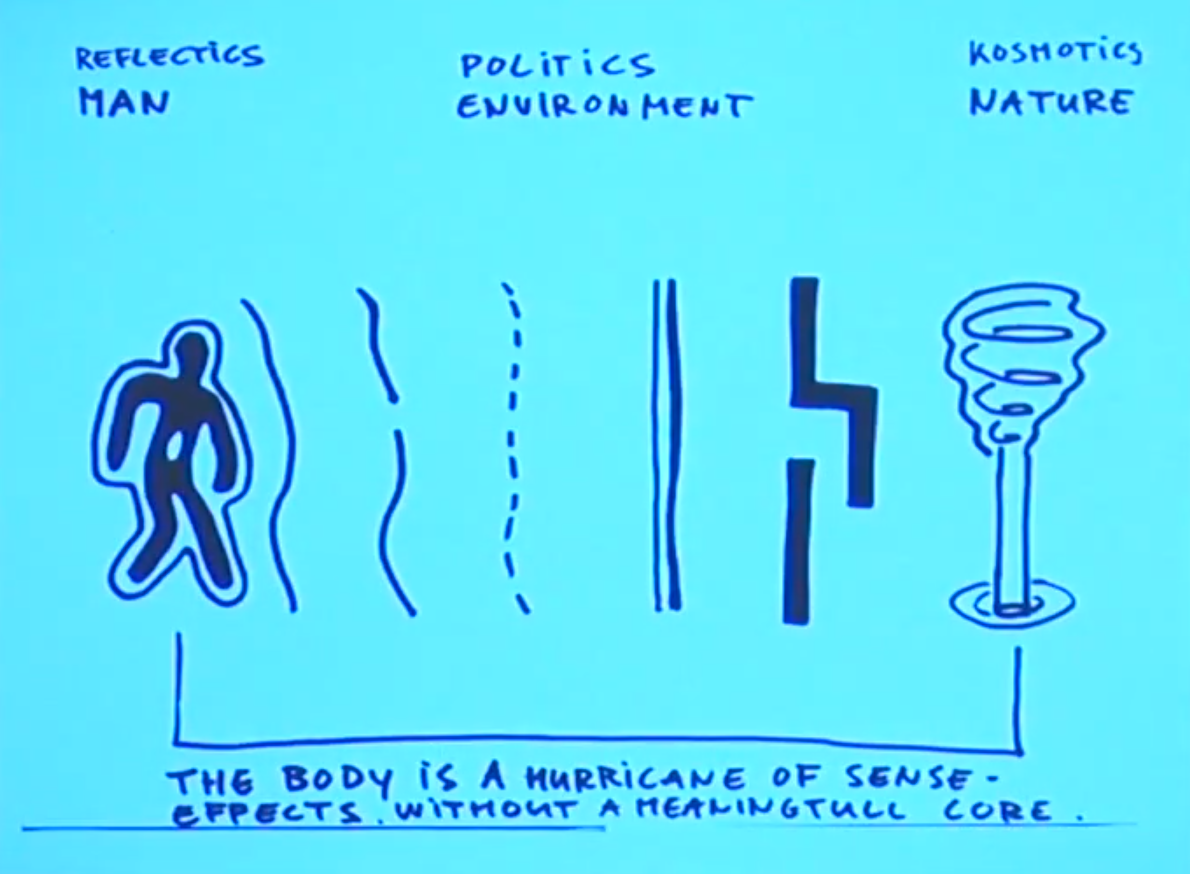 REFLECTiCS
MAN
POLiTiCS
ENViRONMENT
KOSMOTiCS
NATURE
THE BODY iS A HURRiCANE OF SENSE-
EFFECTS. WiTHOUT A MEANINGTULL CORE.